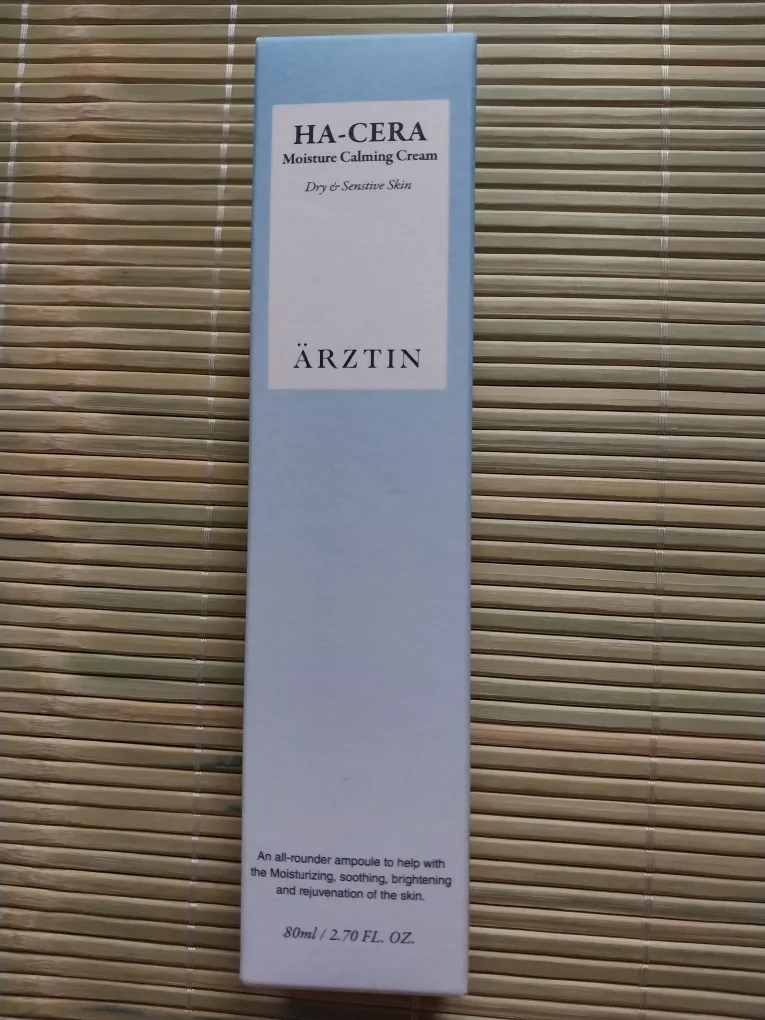 HA-CERA
Moisture Calming Cream
Dry & Senstive Skin
ÄRZTIN
An all-rounder ampoule to help with
the Moisturizing, soothing, brightening
and rejuvenation of the skin.
80ml / 2.70 FL. OZ.